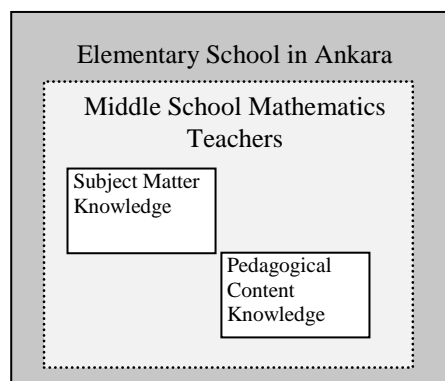 Elementary School in Ankara
Middle School Mathematics
Teachers
Subject Matter
Knowledge
Pedagogical
Content
Knowledge